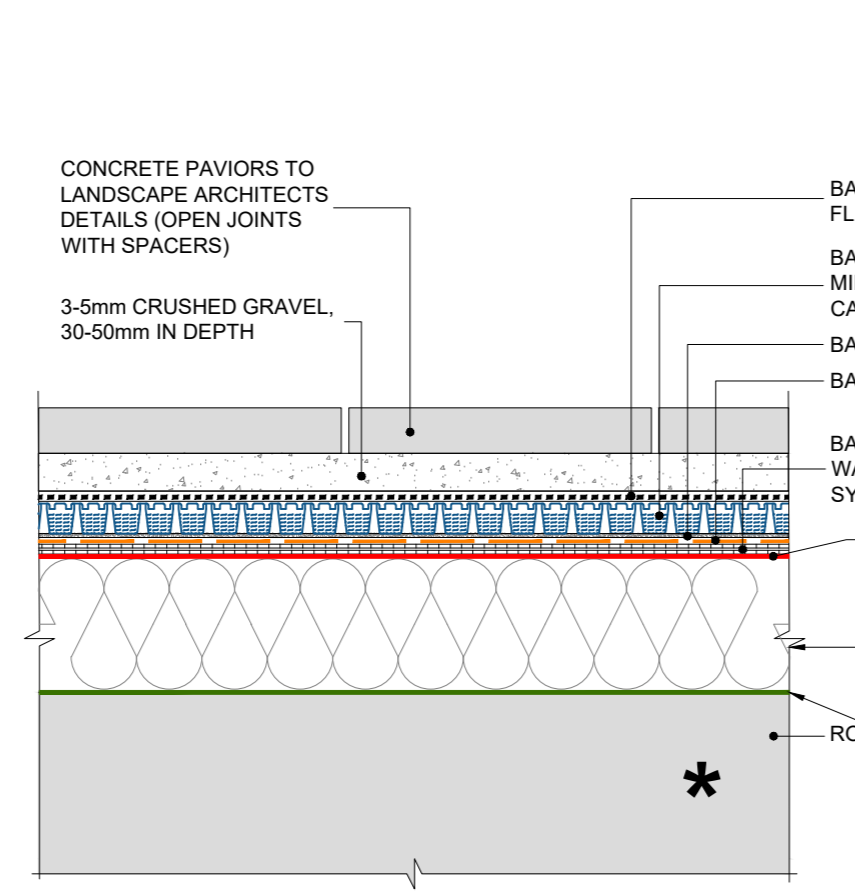 CONCRETE PAVIORS TO
LANDSCAPE ARCHITECTS
DETAILS (OPEN JOINTS
WITH SPACERS)
3-5mm CRUSHED GRAVEL,
30-50mm IN DEPTH
BA
FL
BA
MI
CA
BA
BA
BA
WA
SY
*